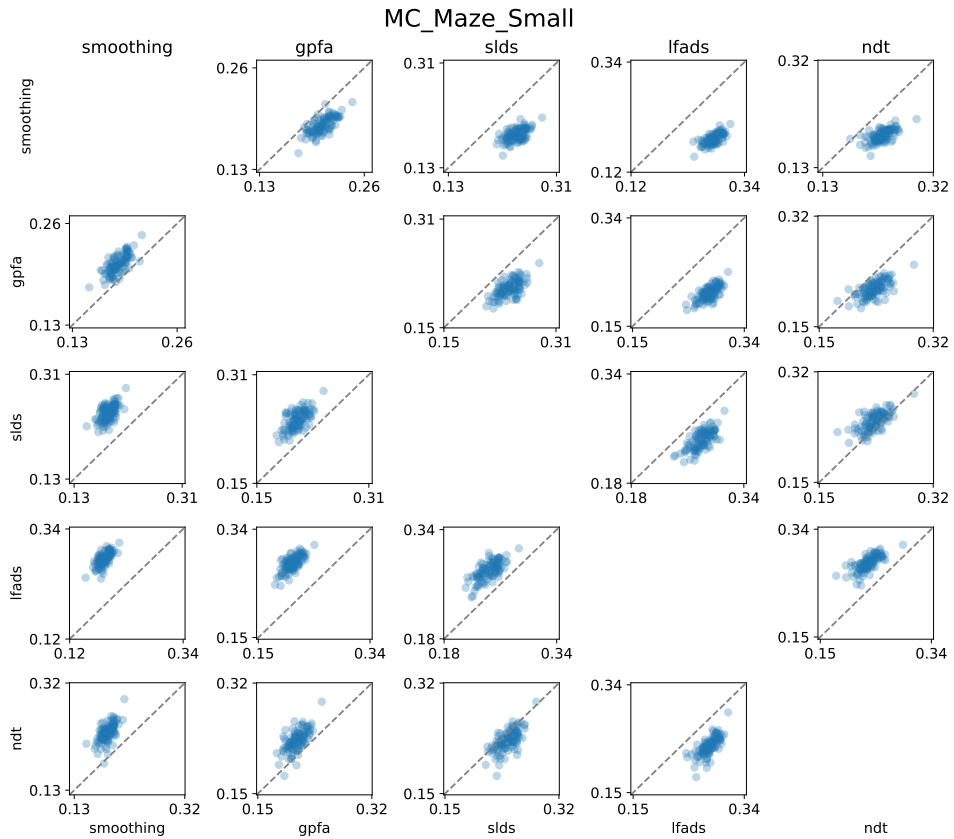 MC_Maze_Small
smoothing gpfa slds lfads ndt
smoothing
0.26 0.31 0.34 0.32
0.13 0.13 0.12 0.13
0.13 0.26 0.13 0.31 0.12 0.34 0.13 0.32
gpfa
0.26 0.31 0.34 0.32
0.13 0.15 0.15 0.15
0.13 0.26 0.15 0.31 0.15 0.34 0.15 0.32
slds
0.31 0.31 0.34 0.32
0.13 0.15 0.18 0.15
0.13 0.31 0.15 0.31 0.18 0.34 0.15 0.32
lfads
0.34 0.34 0.34 0.34
0.12 0.15 0.18 0.15
0.12 0.34 0.15 0.34 0.18 0.34 0.15 0.34
ndt
0.32 0.32 0.32 0.34
0.13 0.15 0.15 0.15
0.13 0.32 0.15 0.32 0.15 0.32 0.15 0.34
smoothing gpfa slds lfads ndt